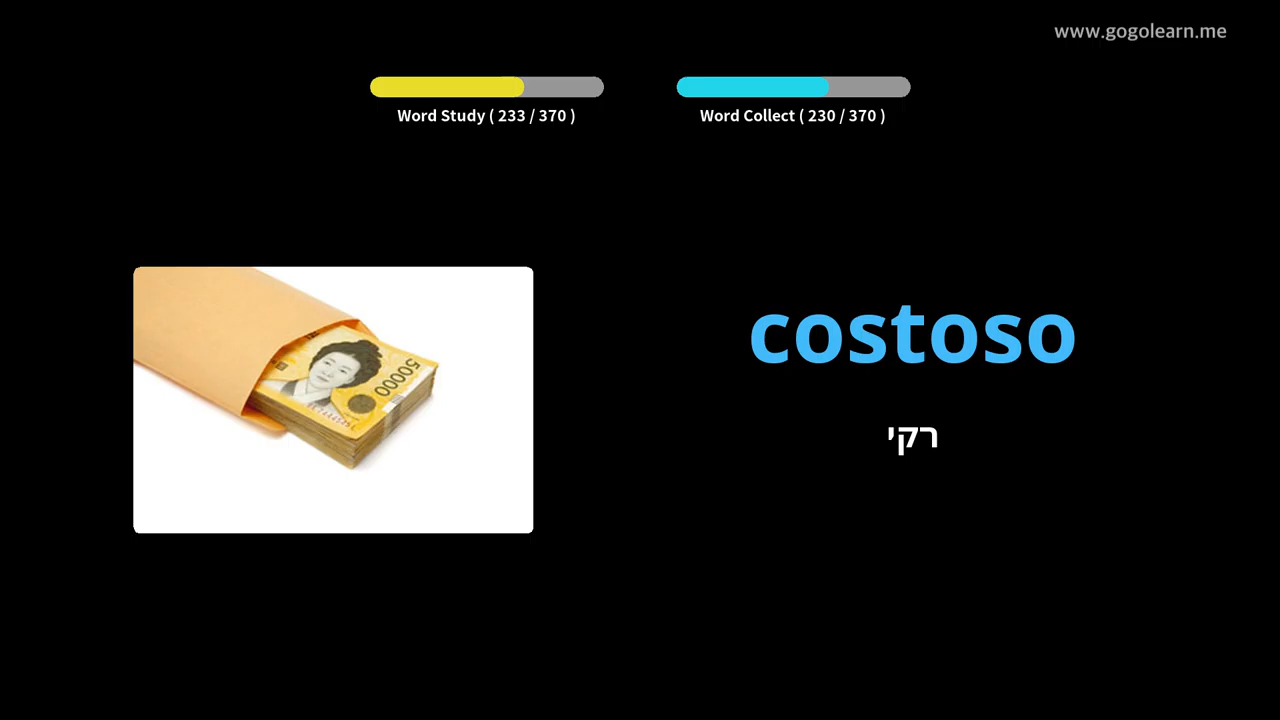 www.gogolearn.me
Word Study ( 233 / 370 )
Word Collect ( 230 / 370 )
50000
costoso
רקי